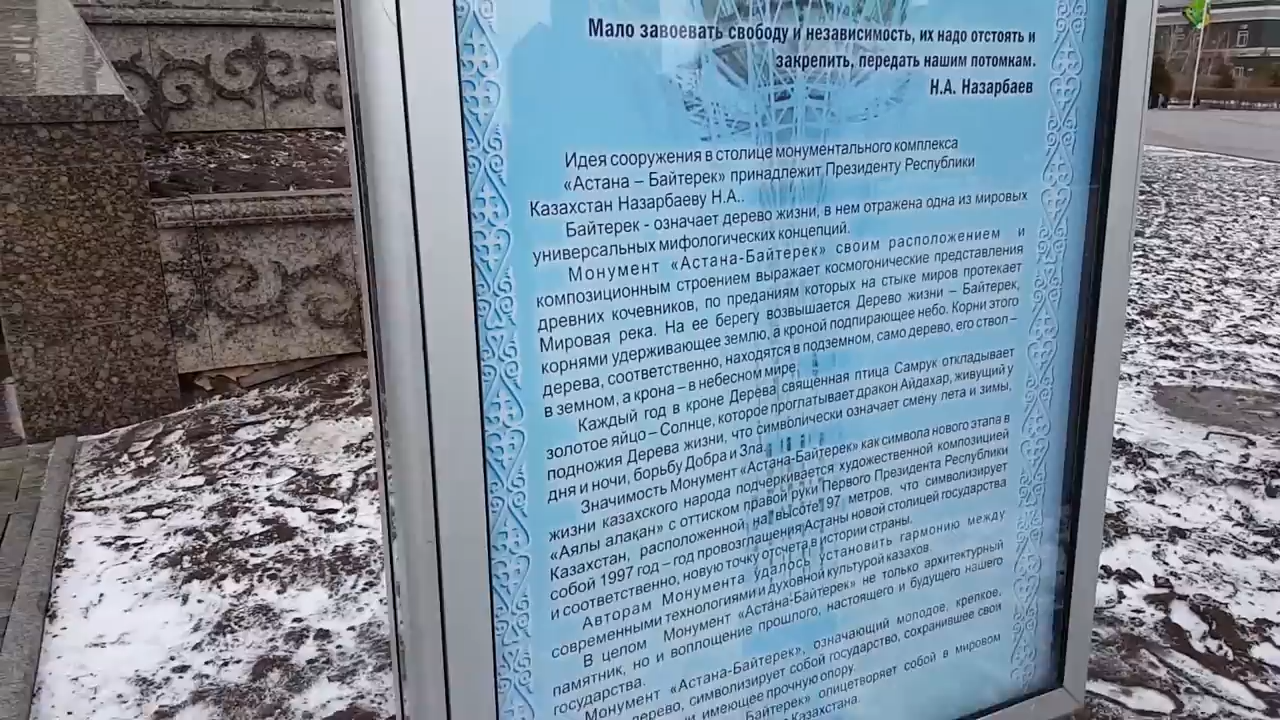 Мало завоевать свободу и независимость, их надо отстоять и
закрепить, передать нашим потомкам.
Н.А. Назарбаев
Идея сооружения в столице монументального комплекса
«Астана – Байтерек» принадлежит Президенту Республики
Казахстан Назарбаеву Н.А..
Байтерек - означает дерево жизни, в нем отражена одна из мировых
универсальных мифологических концепций.
Монумент «Астана-Байтерек» своим расположением и
композиционным строением выражает космогонические представления
древних кочевников, по преданиям которых на стыке миров протекает
Мировая река. На ее берегу возвышается Дерево жизни – Байтерек,
корнями удерживающее землю, а кроной подпирающее небо. Корни этого
дерева, соответственно, находятся в подземном, само дерево, его ствол –
в земном, а крона – в небесном мире.
Каждый год в кроне Дерева священная птица Самрук откладывает
золотое яйцо – Солнце, которое проглатывает дракон Айдахар, живущий у
подножия Дерева жизни, что символически означает смену лета и зимы,
дня и ночи, борьбу Добра и Зла.
Значимость Монумент «Астана-Байтерек» как символа нового этапа в
жизни казахского народа подчёркивается художественной композицией
«Аялы алақан» с оттиском правой руки Первого Президента Республики
Казахстан, расположенной на высоте 97 метров, что символизирует
собой 1997 год – год провозглашения Астаны новой столицей государства
и соответственно, новую точку отсчета в истории страны.
Авторам Монумента удалось установить гармонию между
современными технологиями и духовной культурой казахов.
В целом Монумент «Астана-Байтерек» не только архитектурный
памятник, но и воплощение прошлого, настоящего и будущего нашего
государства.
Монумент «Астана-Байтерек», означающий молодое, крепкое,
дерево, символизирует собой государство, сохранившее свои
и имеющее прочную опору.
Байтерек» олицетворяет собой в мировом
Казахстана.